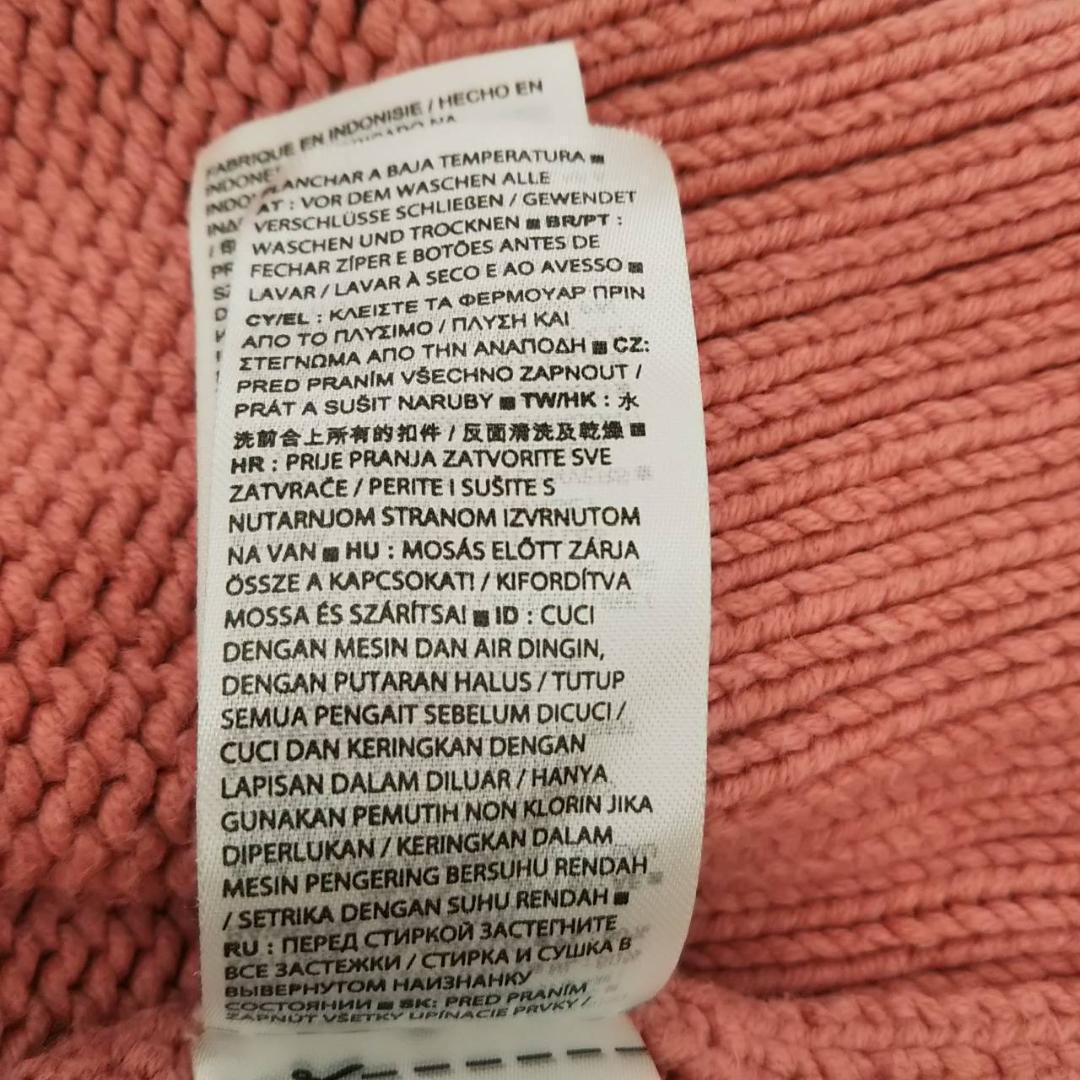 FABRIQUE EN INDONISIE / HECHO EN
PLANCHAR A BAJA TEMPERATURA ■
AT : VOR DEM WASCHEN ALLE
VERSCHLÜSSE SCHLIEßEN / GEWENDET
WASCHEN UND TROCKNEN ■ BR/PT :
FECHAR ZÍPER E BOTÕES ANTES DE
LAVAR / LAVAR À SECO E AO AVESSO ■
CY/EL : ΚΛΕΙΣΤΕ ΤΑ ΦΕΡΜΟΥΑΡ ΠΡΙΝ
ΑΠΟ ΤΟ ΠΛΥΣΙΜΟ / ΠΛΥΣΗ ΚΑΙ
ΣΤΕΓΝΩΜΑ ΑΠΟ ΤΗΝ ΑΝΑΠΟΔΗ ■ CZ:
PRED PRANÍM VŠECHNO ZAPNOUT /
PRÁT A SUŠIT NARUBY ■ TW/HK : 水
洗前合上所有的扣件 / 反面清洗及乾燥 ■
HR : PRIJE PRANJA ZATVORITE SVE
ZATVRAČE / PERITE I SUŠITE S
NUTARNJOM STRANOM IZVRNUTOM
NA VAN ■ HU : MOSÁS ELŐTT ZÁRJA
ÖSSZE A KAPCSOKAT! / KIFORDÍTVA
MOSSA ÉS SZÁRÍTSA! ■ ID : CUCI
DENGAN MESIN DAN AIR DINGIN,
DENGAN PUTARAN HALUS / TUTUP
SEMUA PENGAIT SEBELUM DICUCI /
CUCI DAN KERINGKAN DENGAN
LAPISAN DALAM DILUAR / HANYA
GUNAKAN PEMUTIH NON KLORIN JIKA
DIPERLUKAN / KERINGKAN DALAM
MESIN PENGERING BERSUHU RENDAH
/ SETRIKA DENGAN SUHU RENDAH ■
RU : ПЕРЕД СТИРКОЙ ЗАСТЕГНИТЕ
ВСЕ ЗАСТЕЖКИ / СТИРКА И СУШКА В
ВЫВЕРНУТОМ НАИЗНАНКУ
СОСТОЯНИИ ■ SK: PRED PRANÍM
ZAPNÚT VŠETKY UPÍNACIE PRVKY /